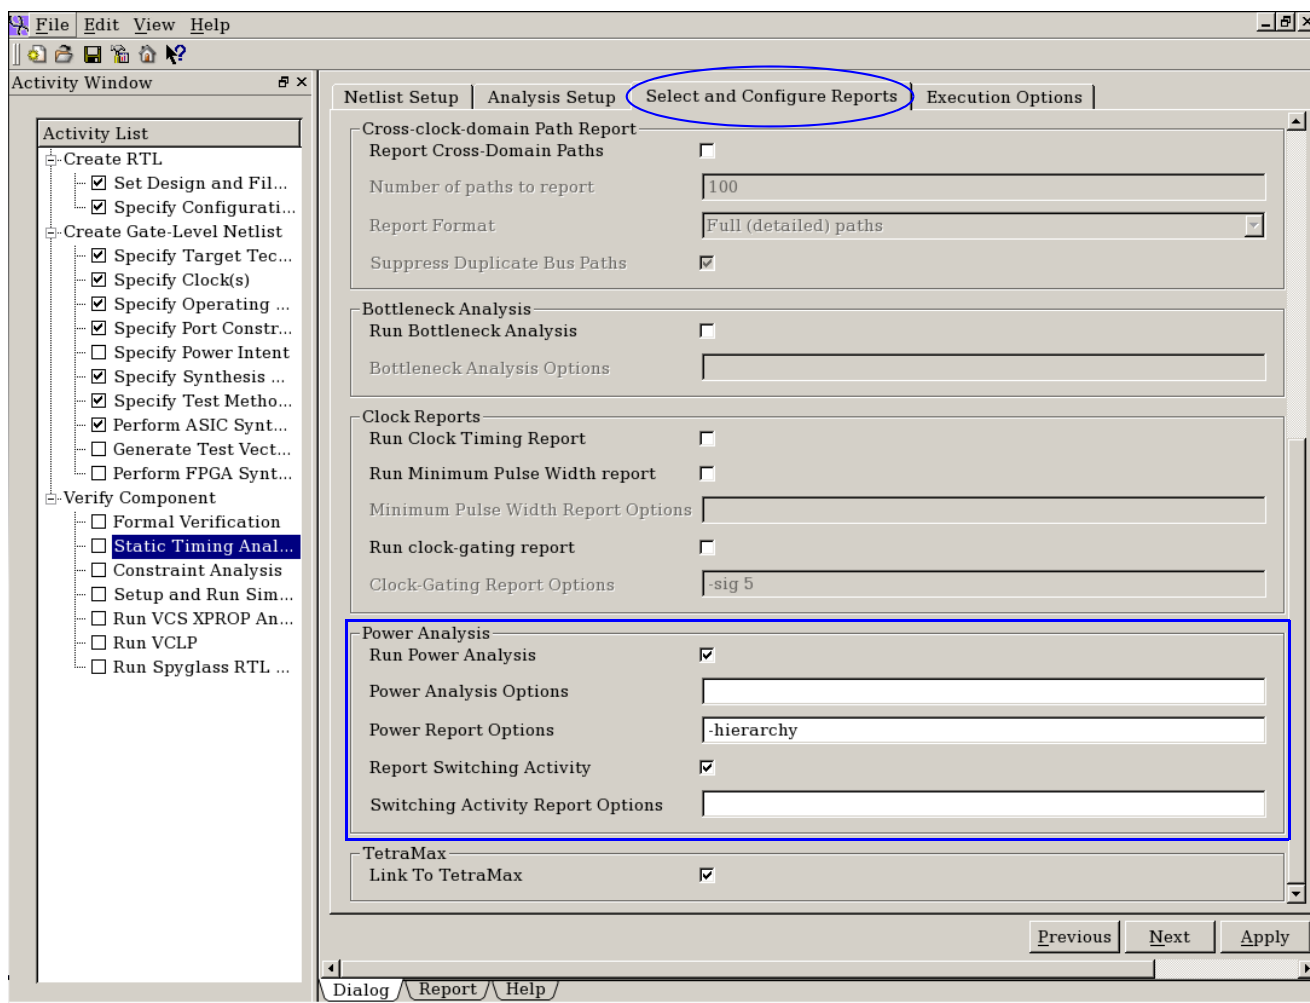 File Edit View Help
Activity Window
Netlist Setup Analysis Setup Select and Configure Reports Execution Options
Activity List
Create RTL
Set Design and Fil...
Specify Configurati...
Create Gate-Level Netlist
Specify Target Tec...
Specify Clock(s)
Specify Operating ...
Specify Port Constr...
Specify Power Intent
Specify Synthesis ...
Specify Test Metho...
Perform ASIC Synt...
Generate Test Vect...
Perform FPGA Synt...
Verify Component
Formal Verification
Static Timing Anal...
Constraint Analysis
Setup and Run Sim...
Run VCS XPROP An...
Run VCLP
Run Spyglass RTL ...
Cross-clock-domain Path Report
Report Cross-Domain Paths
Number of paths to report 100
Report Format Full (detailed) paths
Suppress Duplicate Bus Paths
Bottleneck Analysis
Run Bottleneck Analysis
Bottleneck Analysis Options
Clock Reports
Run Clock Timing Report
Run Minimum Pulse Width report
Minimum Pulse Width Report Options
Run clock-gating report
Clock-Gating Report Options -sig 5
Power Analysis
Run Power Analysis
Power Analysis Options
Power Report Options -hierarchy
Report Switching Activity
Switching Activity Report Options
TetraMax
Link To TetraMax
Previous Next Apply
Dialog Report Help